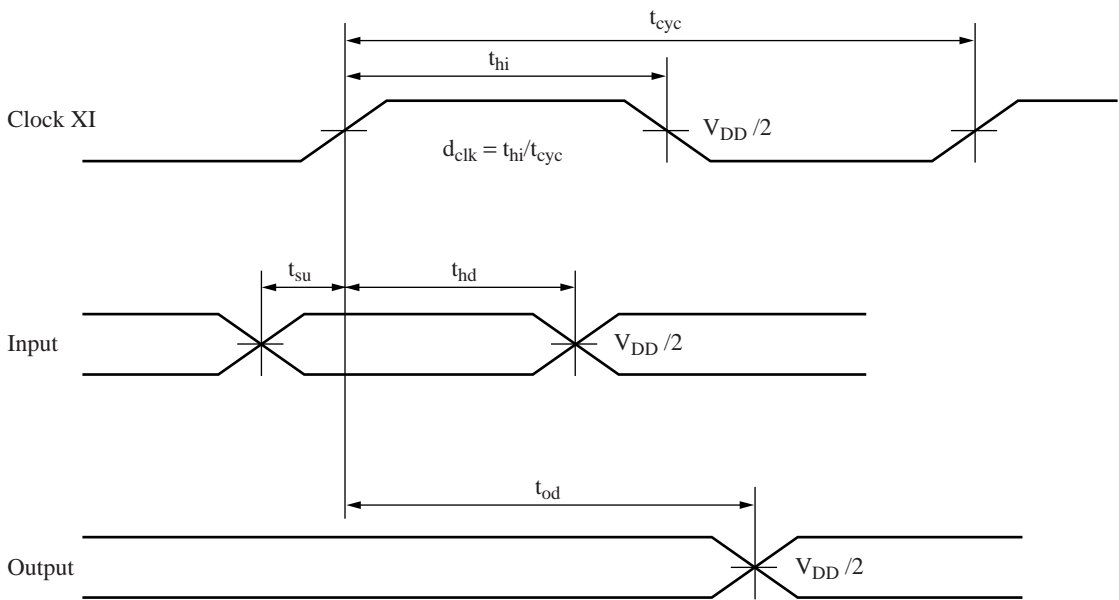 t_cyc
t_hi
Clock XI
V_DD /2
d_clk = t_hi/t_cyc
t_su
t_hd
Input
V_DD /2
t_od
Output
V_DD /2